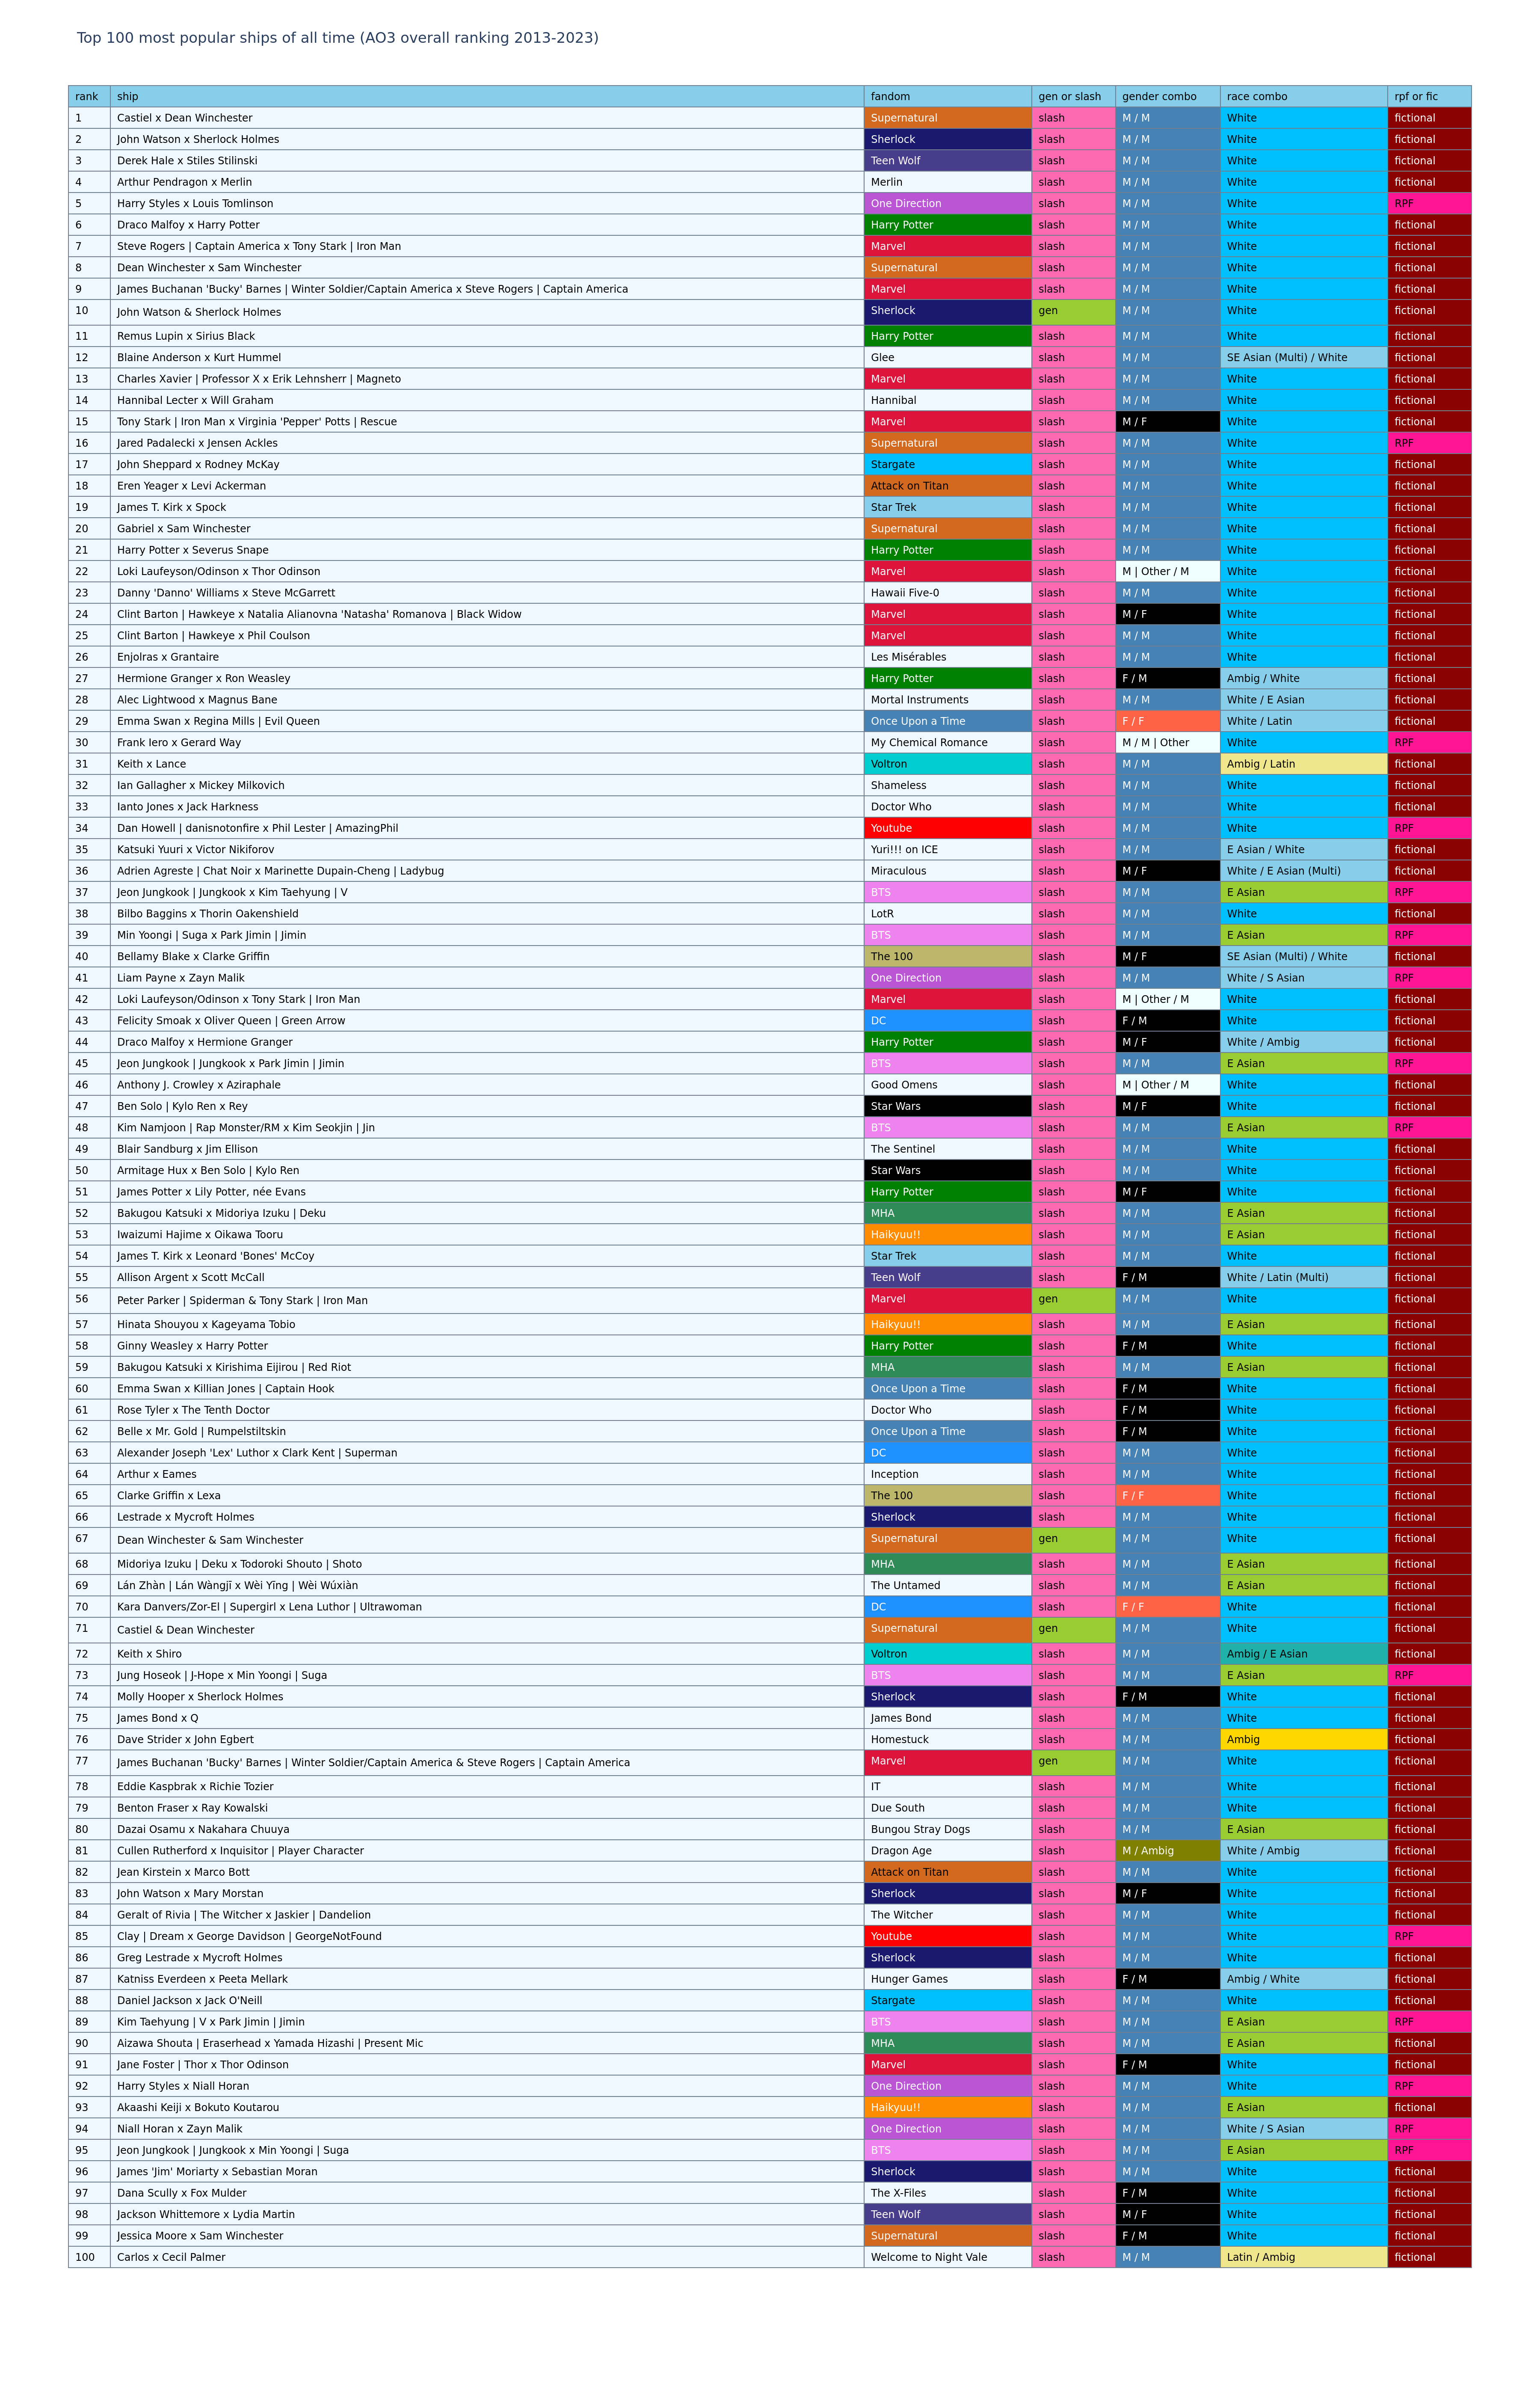 Top 100 most popular ships of all time (AO3 overall ranking 2013-2023)
rank ship fandom gen or slash gender combo race combo rpf or fic
1 Castiel x Dean Winchester Supernatural slash M / M White fictional
2 John Watson x Sherlock Holmes Sherlock slash M / M White fictional
3 Derek Hale x Stiles Stilinski Teen Wolf slash M / M White fictional
4 Arthur Pendragon x Merlin Merlin slash M / M White fictional
5 Harry Styles x Louis Tomlinson One Direction slash M / M White RPF
6 Draco Malfoy x Harry Potter Harry Potter slash M / M White fictional
7 Steve Rogers | Captain America x Tony Stark | Iron Man Marvel slash M / M White fictional
8 Dean Winchester x Sam Winchester Supernatural slash M / M White fictional
9 James Buchanan 'Bucky' Barnes | Winter Soldier/Captain America x Steve Rogers | Captain America Marvel slash M / M White fictional
10 John Watson & Sherlock Holmes Sherlock gen M / M White fictional
11 Remus Lupin x Sirius Black Harry Potter slash M / M White fictional
12 Blaine Anderson x Kurt Hummel Glee slash M / M SE Asian (Multi) / White fictional
13 Charles Xavier | Professor X x Erik Lehnsherr | Magneto Marvel slash M / M White fictional
14 Hannibal Lecter x Will Graham Hannibal slash M / M White fictional
15 Tony Stark | Iron Man x Virginia 'Pepper' Potts | Rescue Marvel slash M / F White fictional
16 Jared Padalecki x Jensen Ackles Supernatural slash M / M White RPF
17 John Sheppard x Rodney McKay Stargate slash M / M White fictional
18 Eren Yeager x Levi Ackerman Attack on Titan slash M / M White fictional
19 James T. Kirk x Spock Star Trek slash M / M White fictional
20 Gabriel x Sam Winchester Supernatural slash M / M White fictional
21 Harry Potter x Severus Snape Harry Potter slash M / M White fictional
22 Loki Laufeyson/Odinson x Thor Odinson Marvel slash M | Other / M White fictional
23 Danny 'Danno' Williams x Steve McGarrett Hawaii Five-0 slash M / M White fictional
24 Clint Barton | Hawkeye x Natalia Alianovna 'Natasha' Romanova | Black Widow Marvel slash M / F White fictional
25 Clint Barton | Hawkeye x Phil Coulson Marvel slash M / M White fictional
26 Enjolras x Grantaire Les Misérables slash M / M White fictional
27 Hermione Granger x Ron Weasley Harry Potter slash F / M Ambig / White fictional
28 Alec Lightwood x Magnus Bane Mortal Instruments slash M / M White / E Asian fictional
29 Emma Swan x Regina Mills | Evil Queen Once Upon a Time slash F / F White / Latin fictional
30 Frank Iero x Gerard Way My Chemical Romance slash M / M | Other White RPF
31 Keith x Lance Voltron slash M / M Ambig / Latin fictional
32 Ian Gallagher x Mickey Milkovich Shameless slash M / M White fictional
33 Ianto Jones x Jack Harkness Doctor Who slash M / M White fictional
34 Dan Howell | danisnotonfire x Phil Lester | AmazingPhil Youtube slash M / M White RPF
35 Katsuki Yuuri x Victor Nikiforov Yuri!!! on ICE slash M / M E Asian / White fictional
36 Adrien Agreste | Chat Noir x Marinette Dupain-Cheng | Ladybug Miraculous slash M / F White / E Asian (Multi) fictional
37 Jeon Jungkook | Jungkook x Kim Taehyung | V BTS slash M / M E Asian RPF
38 Bilbo Baggins x Thorin Oakenshield LotR slash M / M White fictional
39 Min Yoongi | Suga x Park Jimin | Jimin BTS slash M / M E Asian RPF
40 Bellamy Blake x Clarke Griffin The 100 slash M / F SE Asian (Multi) / White fictional
41 Liam Payne x Zayn Malik One Direction slash M / M White / S Asian RPF
42 Loki Laufeyson/Odinson x Tony Stark | Iron Man Marvel slash M | Other / M White fictional
43 Felicity Smoak x Oliver Queen | Green Arrow DC slash F / M White fictional
44 Draco Malfoy x Hermione Granger Harry Potter slash M / F White / Ambig fictional
45 Jeon Jungkook | Jungkook x Park Jimin | Jimin BTS slash M / M E Asian RPF
46 Anthony J. Crowley x Aziraphale Good Omens slash M | Other / M White fictional
47 Ben Solo | Kylo Ren x Rey Star Wars slash M / F White fictional
48 Kim Namjoon | Rap Monster/RM x Kim Seokjin | Jin BTS slash M / M E Asian RPF
49 Blair Sandburg x Jim Ellison The Sentinel slash M / M White fictional
50 Armitage Hux x Ben Solo | Kylo Ren Star Wars slash M / M White fictional
51 James Potter x Lily Potter, née Evans Harry Potter slash M / F White fictional
52 Bakugou Katsuki x Midoriya Izuku | Deku MHA slash M / M E Asian fictional
53 Iwaizumi Hajime x Oikawa Tooru Haikyuu!! slash M / M E Asian fictional
54 James T. Kirk x Leonard 'Bones' McCoy Star Trek slash M / M White fictional
55 Allison Argent x Scott McCall Teen Wolf slash F / M White / Latin (Multi) fictional
56 Peter Parker | Spiderman & Tony Stark | Iron Man Marvel gen M / M White fictional
57 Hinata Shouyou x Kageyama Tobio Haikyuu!! slash M / M E Asian fictional
58 Ginny Weasley x Harry Potter Harry Potter slash F / M White fictional
59 Bakugou Katsuki x Kirishima Eijirou | Red Riot MHA slash M / M E Asian fictional
60 Emma Swan x Killian Jones | Captain Hook Once Upon a Time slash F / M White fictional
61 Rose Tyler x The Tenth Doctor Doctor Who slash F / M White fictional
62 Belle x Mr. Gold | Rumpelstiltskin Once Upon a Time slash F / M White fictional
63 Alexander Joseph 'Lex' Luthor x Clark Kent | Superman DC slash M / M White fictional
64 Arthur x Eames Inception slash M / M White fictional
65 Clarke Griffin x Lexa The 100 slash F / F White fictional
66 Lestrade x Mycroft Holmes Sherlock slash M / M White fictional
67 Dean Winchester & Sam Winchester Supernatural gen M / M White fictional
68 Midoriya Izuku | Deku x Todoroki Shouto | Shoto MHA slash M / M E Asian fictional
69 Lán Zhàn | Lán Wàngjī x Wèi Yīng | Wèi Wúxiàn The Untamed slash M / M E Asian fictional
70 Kara Danvers/Zor-El | Supergirl x Lena Luthor | Ultrawoman DC slash F / F White fictional
71 Castiel & Dean Winchester Supernatural gen M / M White fictional
72 Keith x Shiro Voltron slash M / M Ambig / E Asian fictional
73 Jung Hoseok | J-Hope x Min Yoongi | Suga BTS slash M / M E Asian RPF
74 Molly Hooper x Sherlock Holmes Sherlock slash F / M White fictional
75 James Bond x Q James Bond slash M / M White fictional
76 Dave Strider x John Egbert Homestuck slash M / M Ambig fictional
77 James Buchanan 'Bucky' Barnes | Winter Soldier/Captain America & Steve Rogers | Captain America Marvel gen M / M White fictional
78 Eddie Kaspbrak x Richie Tozier IT slash M / M White fictional
79 Benton Fraser x Ray Kowalski Due South slash M / M White fictional
80 Dazai Osamu x Nakahara Chuuya Bungou Stray Dogs slash M / M E Asian fictional
81 Cullen Rutherford x Inquisitor | Player Character Dragon Age slash M / Ambig White / Ambig fictional
82 Jean Kirstein x Marco Bott Attack on Titan slash M / M White fictional
83 John Watson x Mary Morstan Sherlock slash M / F White fictional
84 Geralt of Rivia | The Witcher x Jaskier | Dandelion The Witcher slash M / M White fictional
85 Clay | Dream x George Davidson | GeorgeNotFound Youtube slash M / M White RPF
86 Greg Lestrade x Mycroft Holmes Sherlock slash M / M White fictional
87 Katniss Everdeen x Peeta Mellark Hunger Games slash F / M Ambig / White fictional
88 Daniel Jackson x Jack O'Neill Stargate slash M / M White fictional
89 Kim Taehyung | V x Park Jimin | Jimin BTS slash M / M E Asian RPF
90 Aizawa Shouta | Eraserhead x Yamada Hizashi | Present Mic MHA slash M / M E Asian fictional
91 Jane Foster | Thor x Thor Odinson Marvel slash F / M White fictional
92 Harry Styles x Niall Horan One Direction slash M / M White RPF
93 Akaashi Keiji x Bokuto Koutarou Haikyuu!! slash M / M E Asian fictional
94 Niall Horan x Zayn Malik One Direction slash M / M White / S Asian RPF
95 Jeon Jungkook | Jungkook x Min Yoongi | Suga BTS slash M / M E Asian RPF
96 James 'Jim' Moriarty x Sebastian Moran Sherlock slash M / M White fictional
97 Dana Scully x Fox Mulder The X-Files slash F / M White fictional
98 Jackson Whittemore x Lydia Martin Teen Wolf slash M / F White fictional
99 Jessica Moore x Sam Winchester Supernatural slash F / M White fictional
100 Carlos x Cecil Palmer Welcome to Night Vale slash M / M Latin / Ambig fictional